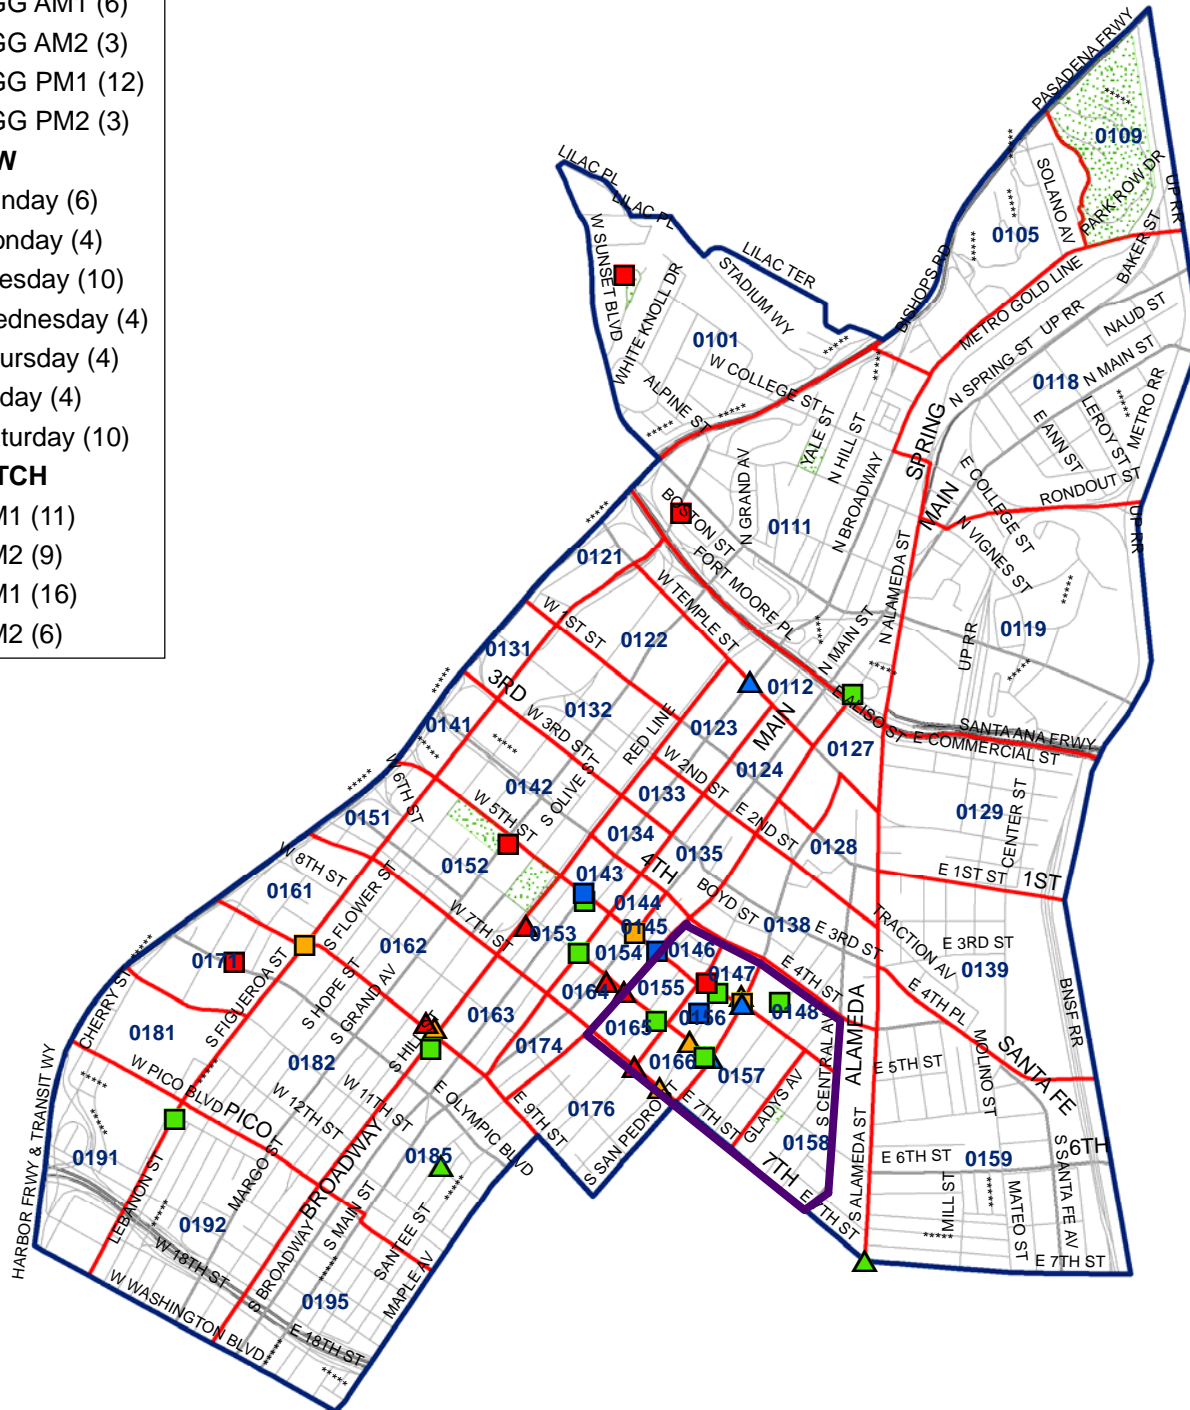 GG AM1 (6)
GG AM2 (3)
GG PM1 (12)
GG PM2 (3)
W
nday (6)
onday (4)
esday (10)
ednesday (4)
ursday (4)
day (4)
turday (10)
TCH
M1 (11)
M2 (9)
M1 (16)
M2 (6)
PASADENA FRWY
*****
0109
*****
SOLANO AV
PARK ROW DR
UP RR
LILAC PL
LILAC PL
*****
0105
BAKER ST
W SUNSET BLVD
LILAC TER
*****
BISHOPS RD
METRO GOLD LINE
WHITE KNOLL DR
STADIUM WY
UP RR
NAUD ST
0101
*****
*****
N SPRING ST
N MAIN ST
W COLLEGE ST
0118
METRO RR
ALPINE ST
*****
*****
YALE ST
N HILL ST
SPRING
E ANN ST
LEROY ST
*****
N GRAND AV
N BROADWAY
MAIN
E COLLEGE ST
RONDOUT ST
BOSTON ST
*****
0111
N VIGNES ST
UP RR
0121
FORT MOORE PL
N ALAMEDA ST
*****
W TEMPLE ST
W 1ST ST
0122
*****
N MAIN ST
UP RR
0119
0131
*****
*****
*****
3RD
0112
0132
RED LINE
E ALISO ST
0141
W 3RD ST
0123
MAIN
SANTA ANA FRWY
*****
*****
S OLIVE ST
0127
E COMMERCIAL ST
W 6TH ST
0142
W 2ND ST
0124
*****
0133
0151
W 5TH ST
E 2ND ST
0129
CENTER ST
0134
0128
W 8TH ST
0152
4TH
0135
0143
E 1ST ST
1ST
0161
S FLOWER ST
0144
BOYD ST
TRACTION AV
W 7TH ST
0153
0145
0138
E 3RD ST
E 3RD ST
*****
0162
0154
0146
0171
0147
E 4TH ST
0139
CHERRY ST
S FIGUEROA ST
S HOPE ST
0164
0155
ALAMEDA
E 4TH PL
BNSF RR
S GRAND AV
0163
0165
0156
0148
0181
S HILL ST
0174
0166
S CENTRAL AV
SANTA FE
HARBOR FRWY & TRANSIT WY
*****
0182
0157
E 5TH ST
MOLINO ST
W PICO BLVD
*****
PICO
W 12TH ST
W 11TH ST
E OLYMPIC BLVD
E 9TH ST
0176
S SAN PEDRO ST
E 7TH ST
GLADYS AV
*****
0191
MARGO ST
BROADWAY
0185
0158
S ALAMEDA ST
E 6TH ST
0159
6TH
LEBANON ST
*****
*****
7TH
E 7TH ST
MILL ST
*****
MATEO ST
S SANTA FE AV
0192
S MAIN ST
SANTEE ST
*****
W 18TH ST
S BROADWAY
*****
MAPLE AV
E 7TH ST
0195
W WASHINGTON BLVD
*****
E 18TH ST
*****